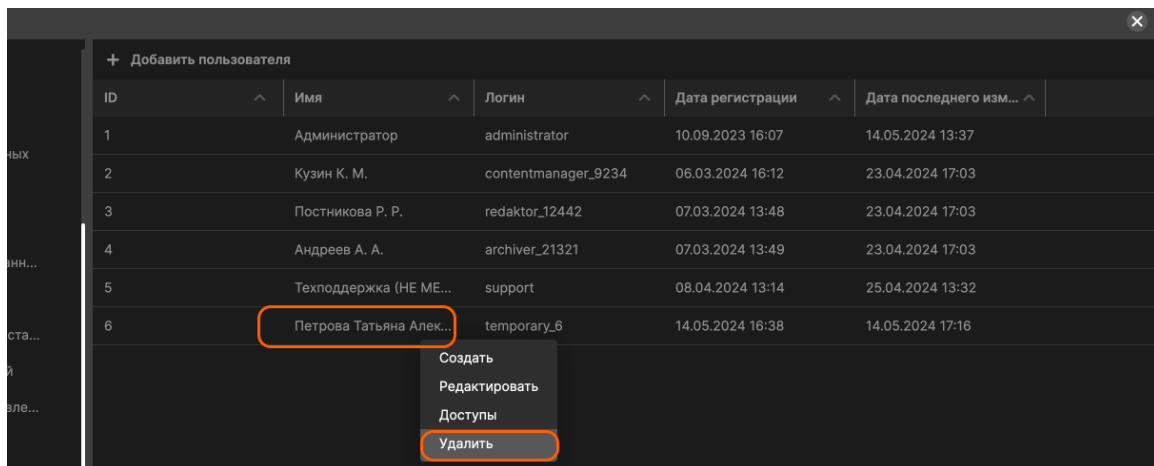 + Добавить пользователя
ID Имя Логин Дата регистрации Дата последнего изм...
1 Администратор administrator 10.09.2023 16:07 14.05.2024 13:37
ных
2 Кузин К. М. contentmanager_9234 06.03.2024 16:12 23.04.2024 17:03
3 Постникова Р. Р. redaktor_12442 07.03.2024 13:48 23.04.2024 17:03
4 Андреев А. А. archiver_21321 07.03.2024 13:49 23.04.2024 17:03
анн...
5 Техподдержка (НЕ МЕ... support 08.04.2024 13:14 25.04.2024 13:32
6 Петрова Татьяна Алек... temporary_6 14.05.2024 16:38 14.05.2024 17:16
ста...
Создать
й
Редактировать
вле...
Доступы
Удалить